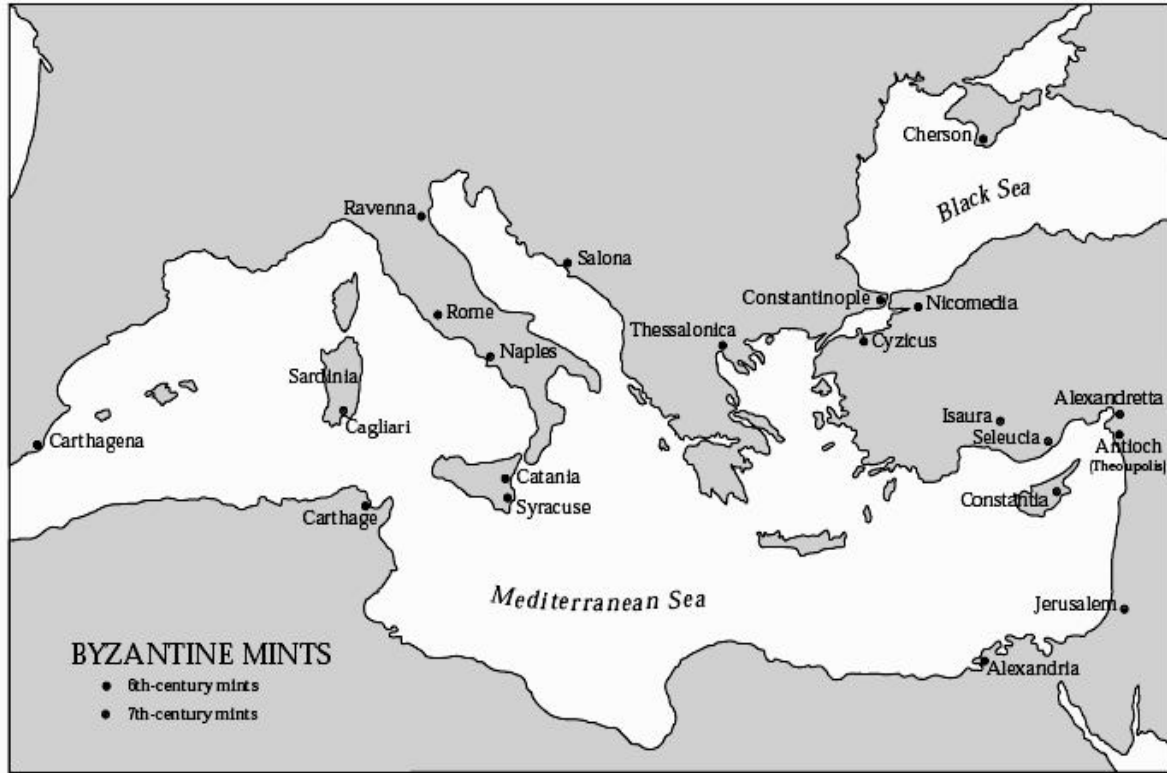 Cherson
Black Sea
Ravenna
Salona
Constantinople
Nicomedia
Rome
Thessalonica
Cyzicus
Naples
Sardinia
Cagliari
Alexandretta
Isaura
Seleucia
Antioch
(Theoupolis)
Carthagena
Catania
Constantia
Syracuse
Carthage
Mediterranean Sea
Jerusalem
Alexandria
BYZANTINE MINTS
6th-century mints
7th-century mints